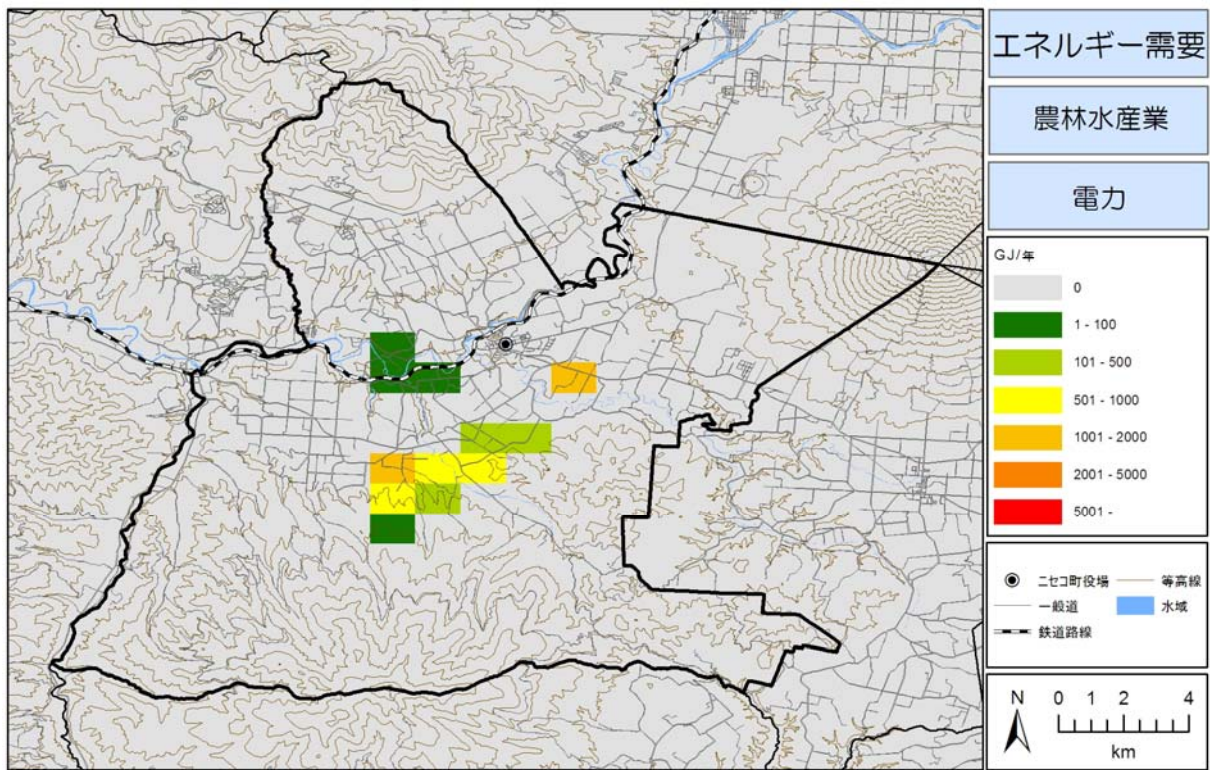 エネルギー需要
農林水産業
電力
GJ/年
0
1 - 100
101 - 500
501 - 1000
1001 - 2000
2001 - 5000
5001 -
ニセコ町役場 等高線
一般道 水域
鉄道路線
N 0 1 2 4
km